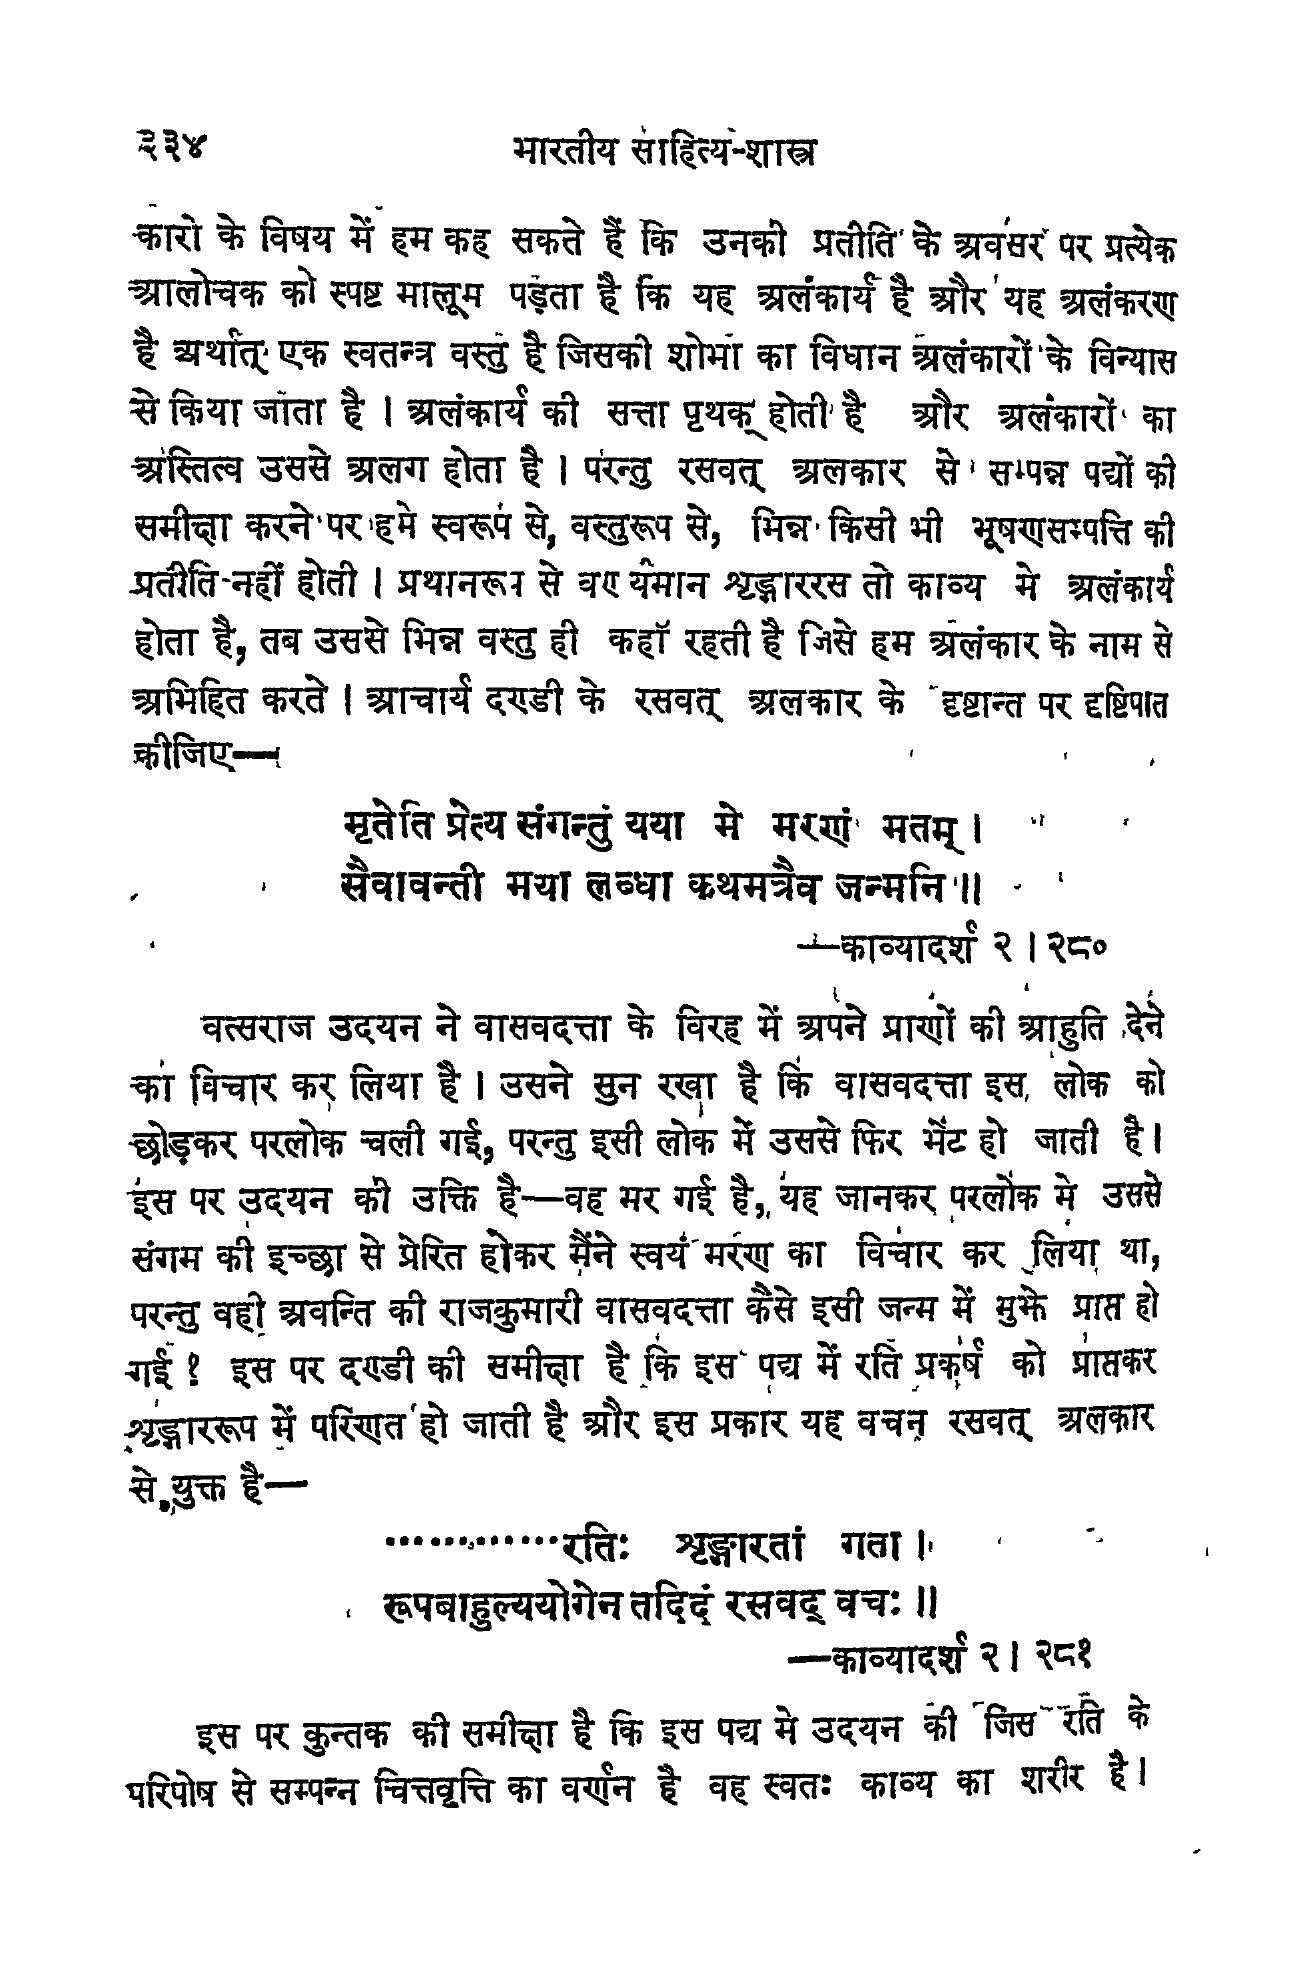 ३३४ भारतीय साहित्य-शास्त्र
कारो के विषय में हम कह सकते हैं कि उनकी प्रतीति के अवसर पर प्रत्येक
आलोचक को स्पष्ट मालूम पड़ता है कि यह अलंकार्य है और यह अलंकरण
है अर्थात् एक स्वतन्त्र वस्तु है जिसकी शोभा का विधान अलंकारों के विन्यास
से किया जाता है । अलंकार्य की सत्ता पृथक् होती है और अलंकारों का
अस्तित्व उससे अलग होता है । परन्तु रसवत् अलकार से सम्पन्न पद्यों की
समीक्षा करने पर हमे स्वरूप से, वस्तुरूप से, भिन्न किसी भी भूषणसम्पत्ति की
प्रतीति नहीं होती । प्रधानरूप से वर्ण्यमान शृङ्गाररस तो काव्य मे अलंकार्य
होता है, तब उससे भिन्न वस्तु ही कहाँ रहती है जिसे हम अलंकार के नाम से
अभिहित करते । आचार्य दण्डी के रसवत् अलकार के दृष्टान्त पर दृष्टिपात
कीजिए—
मृतेति प्रेत्य संगन्तुं यया मे मरणं मतम् ।
सैवावन्ती मया लब्धा कथमत्रैव जन्मनि ॥
—काव्यादर्श २ । २८०
वत्सराज उदयन ने वासवदत्ता के विरह में अपने प्राणों की आहुति देने
का विचार कर लिया है । उसने सुन रखा है कि वासवदत्ता इस लोक को
छोड़कर परलोक चली गई, परन्तु इसी लोक में उससे फिर भेंट हो जाती है ।
इस पर उदयन की उक्ति है—वह मर गई है, यह जानकर परलोक मे उससे
संगम की इच्छा से प्रेरित होकर मैंने स्वयं मरण का विचार कर लिया था,
परन्तु वही अवन्ति की राजकुमारी वासवदत्ता कैसे इसी जन्म में मुझे प्राप्त हो
गई ? इस पर दण्डी की समीक्षा है कि इस पद्य में रति प्रकर्ष को प्राप्तकर
शृङ्गाररूप में परिणत हो जाती है और इस प्रकार यह वचन रसवत् अलकार
से युक्त है—
............रतिः शृङ्गारतां गता ।
रूपबाहुल्ययोगेन तदिदं रसवद् वचः ॥
—काव्यादर्श २ । २८१
इस पर कुन्तक की समीक्षा है कि इस पद्य मे उदयन की जिस रति के
परिपोष से सम्पन्न चित्तवृत्ति का वर्णन है वह स्वतः काव्य का शरीर है ।